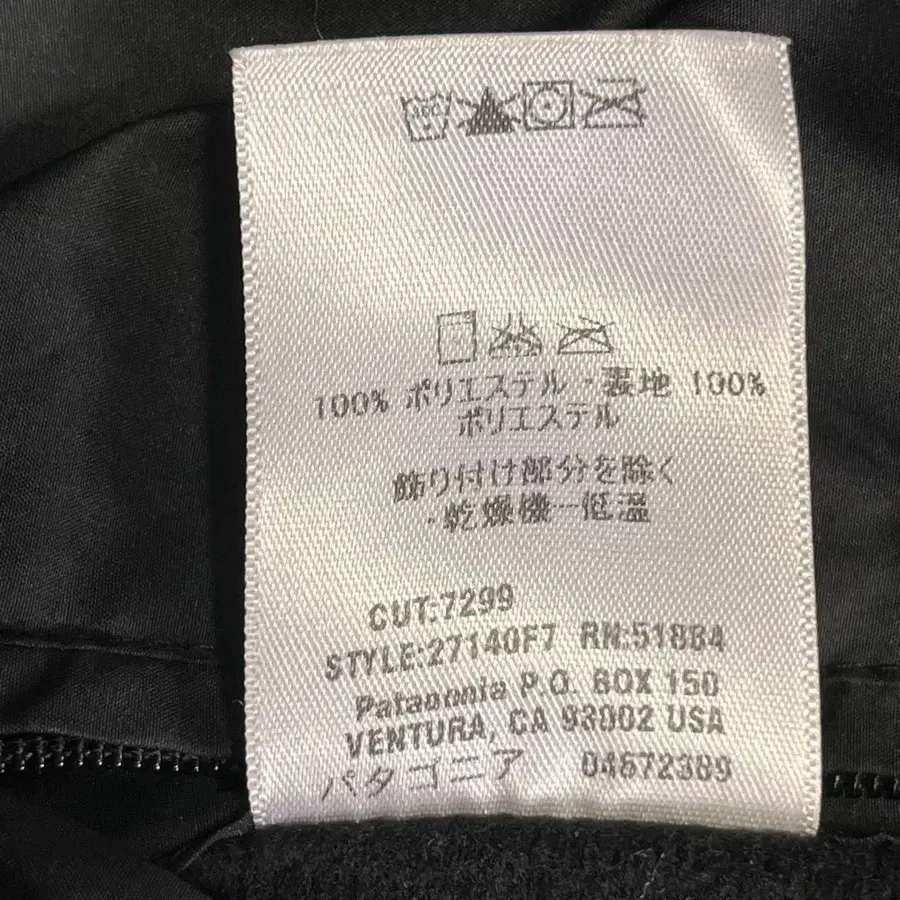 100% ポリエステル・裏地 100%
ポリエステル
飾り付け部分を除く
・乾燥機一低温
CUT:7299
STYLE:27140F7 RN:51884
Patagonia P.O. BOX 150
VENTURA, CA 93002 USA
パタゴニア 04672389